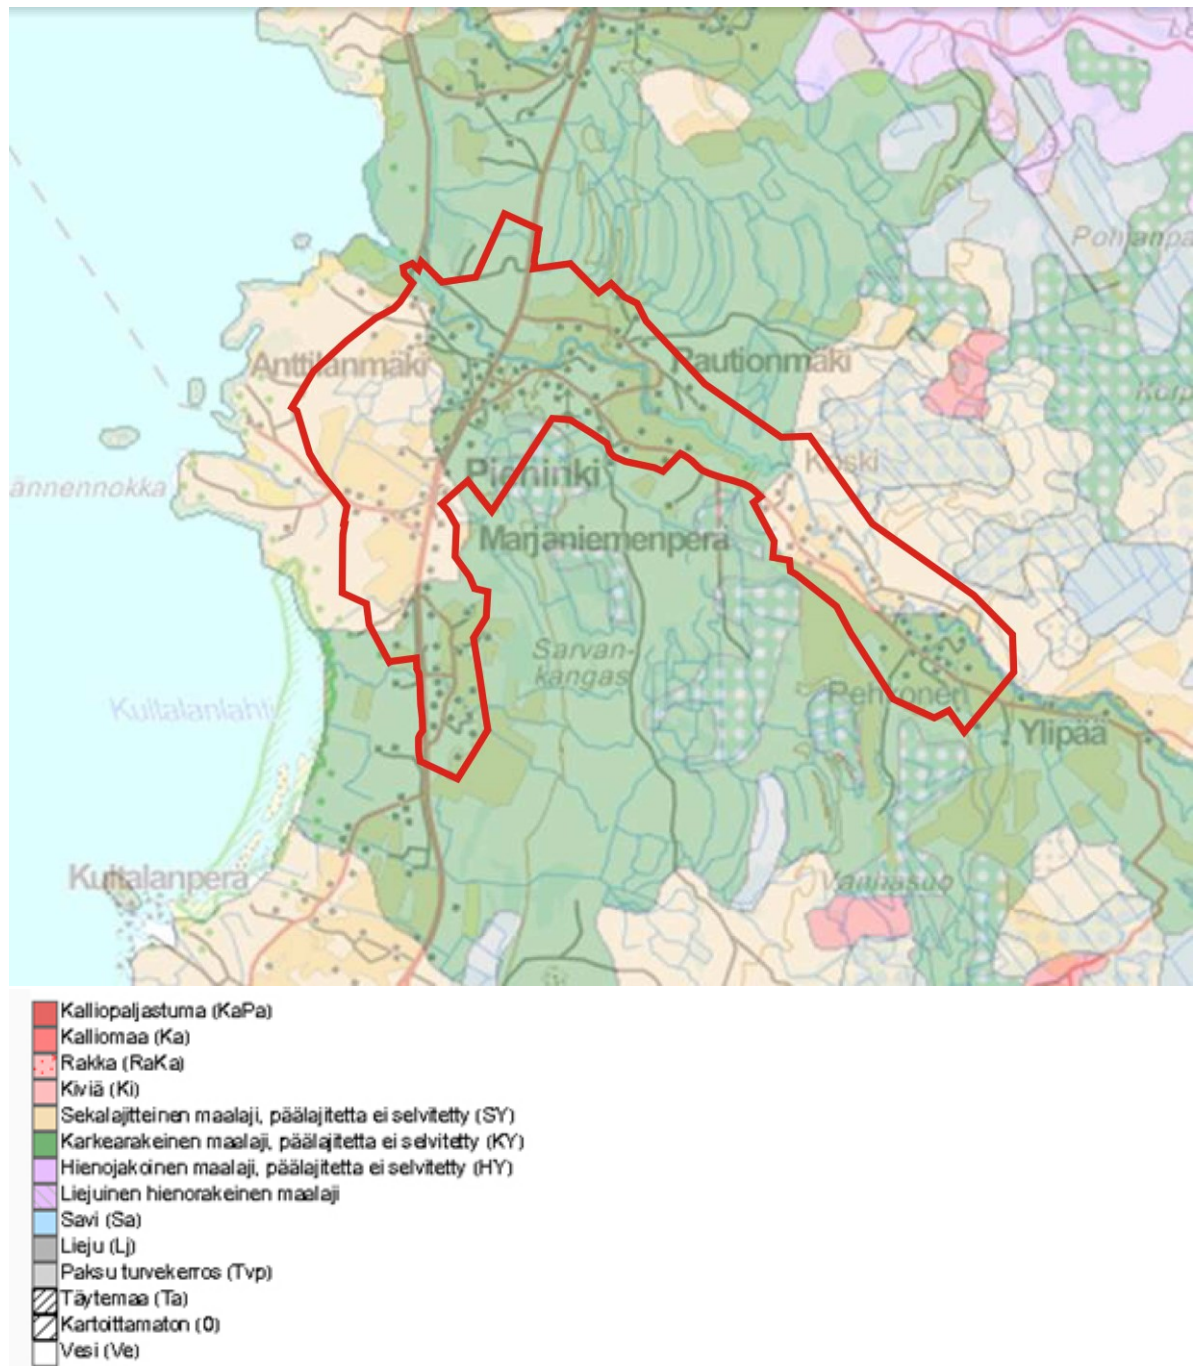 Pohjanpa
Anttilanmäki
Rautionmäki
Korp
Koski
Pieninki
ännennokka
Marjaniemenperä
Sarvan-
kangas
Pehkonen
Kultalanlahti
Ylipää
Kultalanperä
Vanhasuo
Kalliopaljastuma (KaPa)
Kalliomaa (Ka)
Rakka (RaKa)
Kiviä (Ki)
Sekalajitteinen maalaji, päälajitetta ei selvitetty (SY)
Karkearakeinen maalaji, päälajitetta ei selvitetty (KY)
Hienojakoinen maalaji, päälajitetta ei selvitetty (HY)
Liejuinen hienorakeinen maalaji
Savi (Sa)
Lieju (Lj)
Paksu turvekerros (Tvp)
Täytemaa (Ta)
Kartoittamaton (0)
Vesi (Ve)